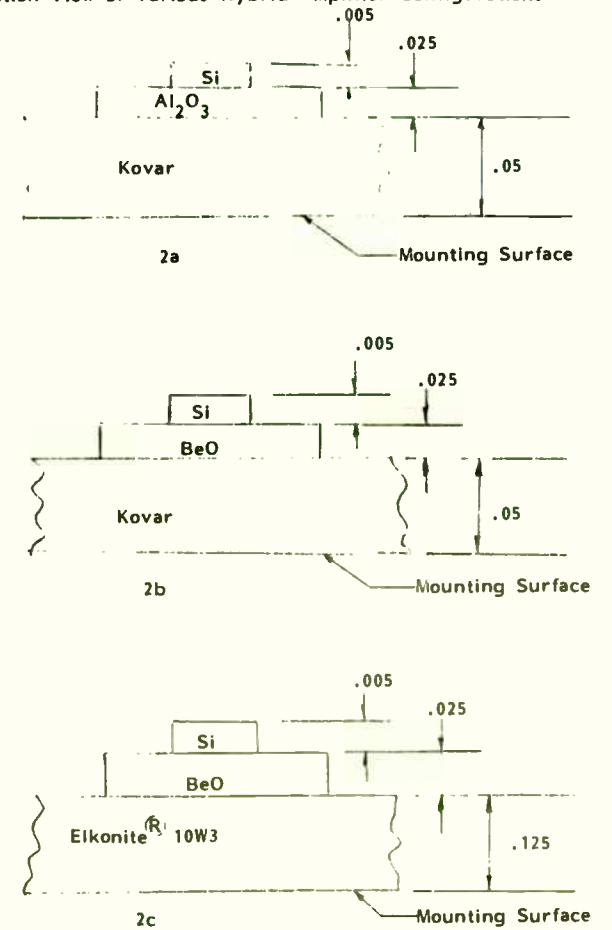 .005
.025
Si
Al2O3
Kovar
.05
Mounting Surface
2a
.005
.025
Si
BeO
Kovar
.05
Mounting Surface
2b
.005
.025
Si
BeO
Elkonite® 10W3
.125
Mounting Surface
2c